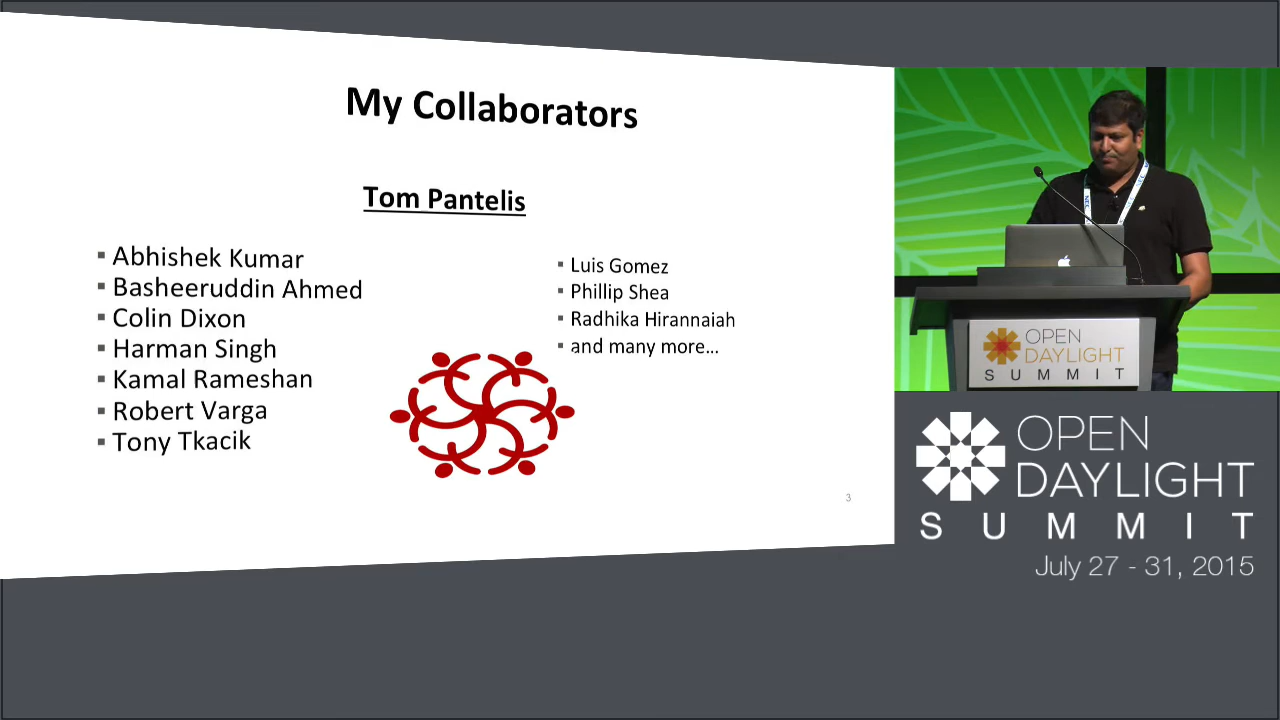 My Collaborators
Tom Pantelis
▪ Abhishek Kumar
▪ Basheeruddin Ahmed
▪ Colin Dixon
▪ Harman Singh
▪ Kamal Rameshan
▪ Robert Varga
▪ Tony Tkacik
▪ Luis Gomez
▪ Phillip Shea
▪ Radhika Hirannaiah
▪ and many more…
3
NEC
OPEN
DAYLIGHT
SUMMIT
OPEN
DAYLIGHT
SUMMIT
July 27 - 31, 2015